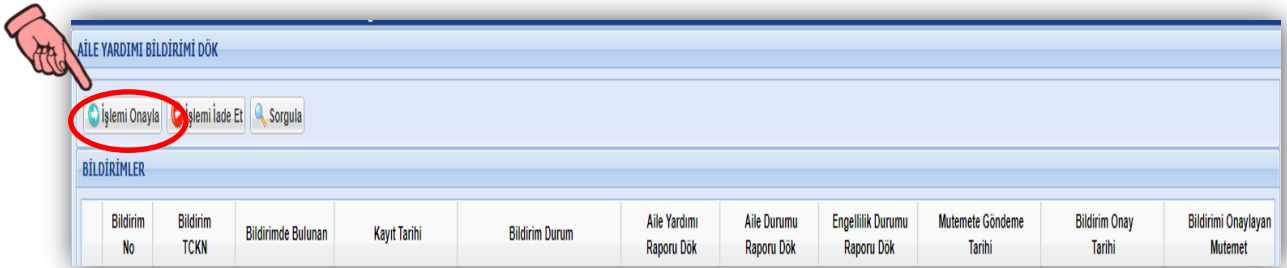 AİLE YARDIMI BİLDİRİMİ DÖK
İşlemi Onayla İşlemi İade Et Sorgula
BİLDİRİMLER
Bildirim No Bildirim TCKN Bildirimde Bulunan Kayıt Tarihi Bildirim Durum Aile Yardımı Raporu Dök Aile Durumu Raporu Dök Engellilik Durumu Raporu Dök Mutemete Göndeme Tarihi Bildirim Onay Tarihi Bildirimi Onaylayan Mutemet